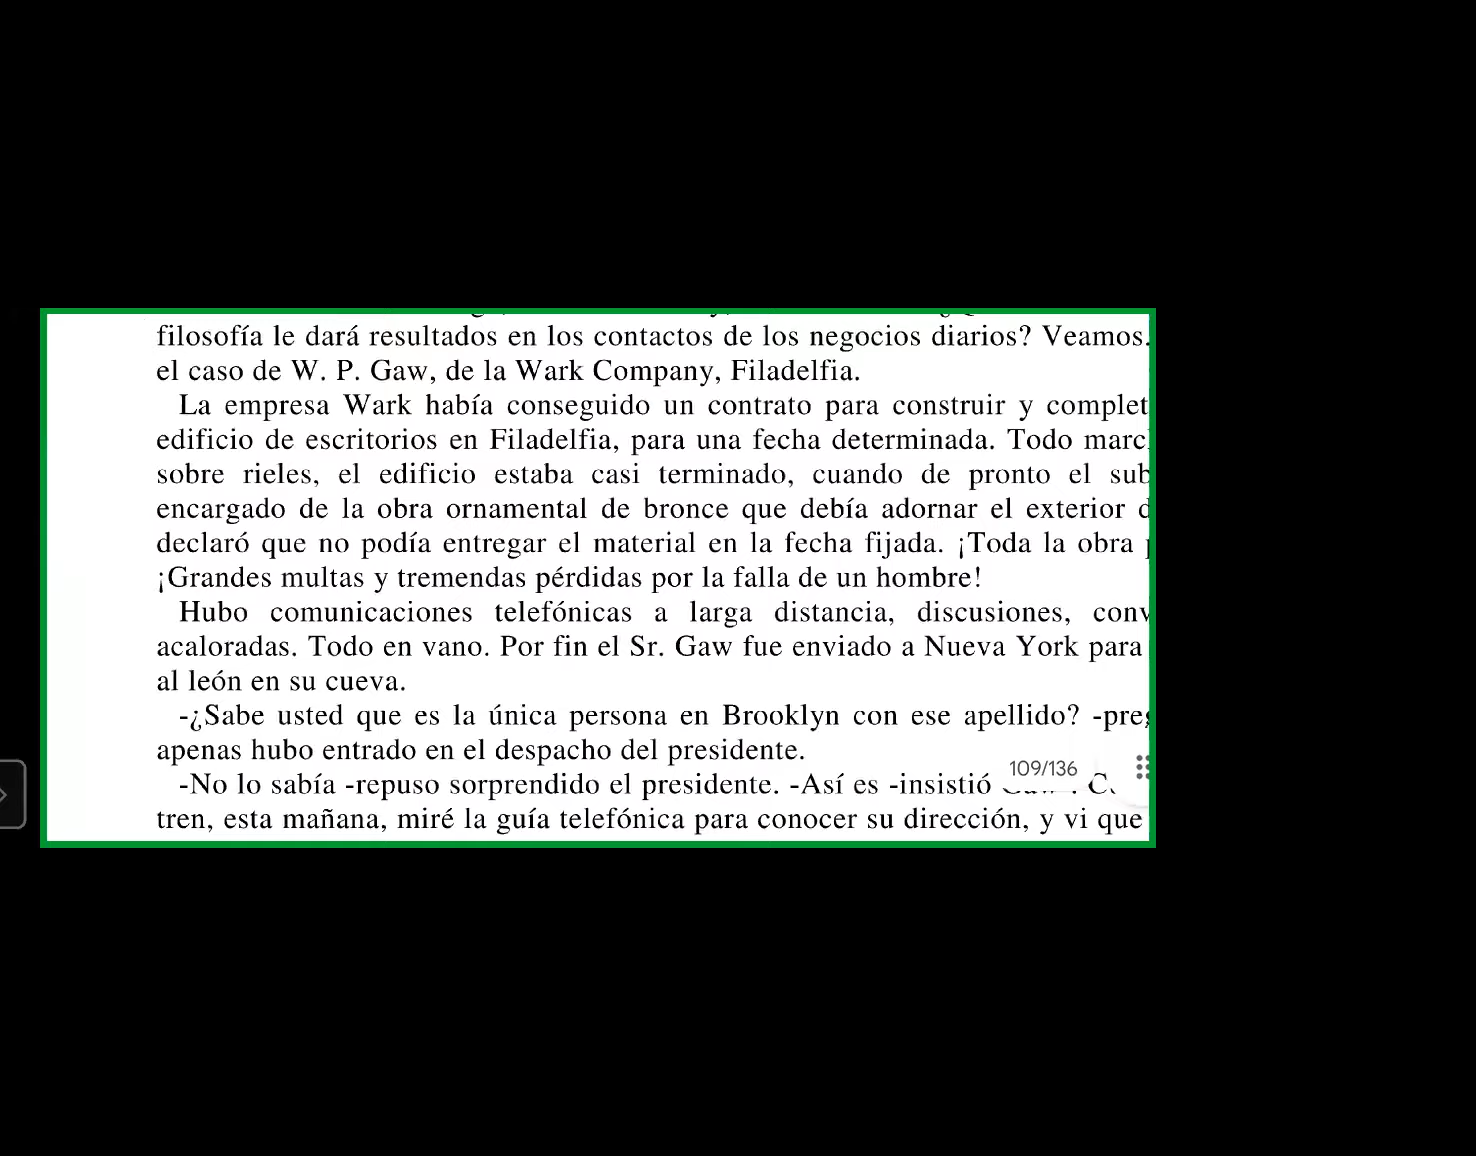 filosofía le dará resultados en los contactos de los negocios diarios? Veamos.
el caso de W. P. Gaw, de la Wark Company, Filadelfia.
La empresa Wark había conseguido un contrato para construir y complet
edificio de escritorios en Filadelfia, para una fecha determinada. Todo marc
sobre rieles, el edificio estaba casi terminado, cuando de pronto el sub
encargado de la obra ornamental de bronce que debía adornar el exterior
declaró que no podía entregar el material en la fecha fijada. ¡Toda la obra
¡Grandes multas y tremendas pérdidas por la falla de un hombre!
Hubo comunicaciones telefónicas a larga distancia, discusiones, conv
acaloradas. Todo en vano. Por fin el Sr. Gaw fue enviado a Nueva York para
al león en su cueva.
-¿Sabe usted que es la única persona en Brooklyn con ese apellido? -preg
apenas hubo entrado en el despacho del presidente.
109/136
-No lo sabía -repuso sorprendido el presidente. -Así es -insistió
tren, esta mañana, miré la guía telefónica para conocer su dirección, y vi que